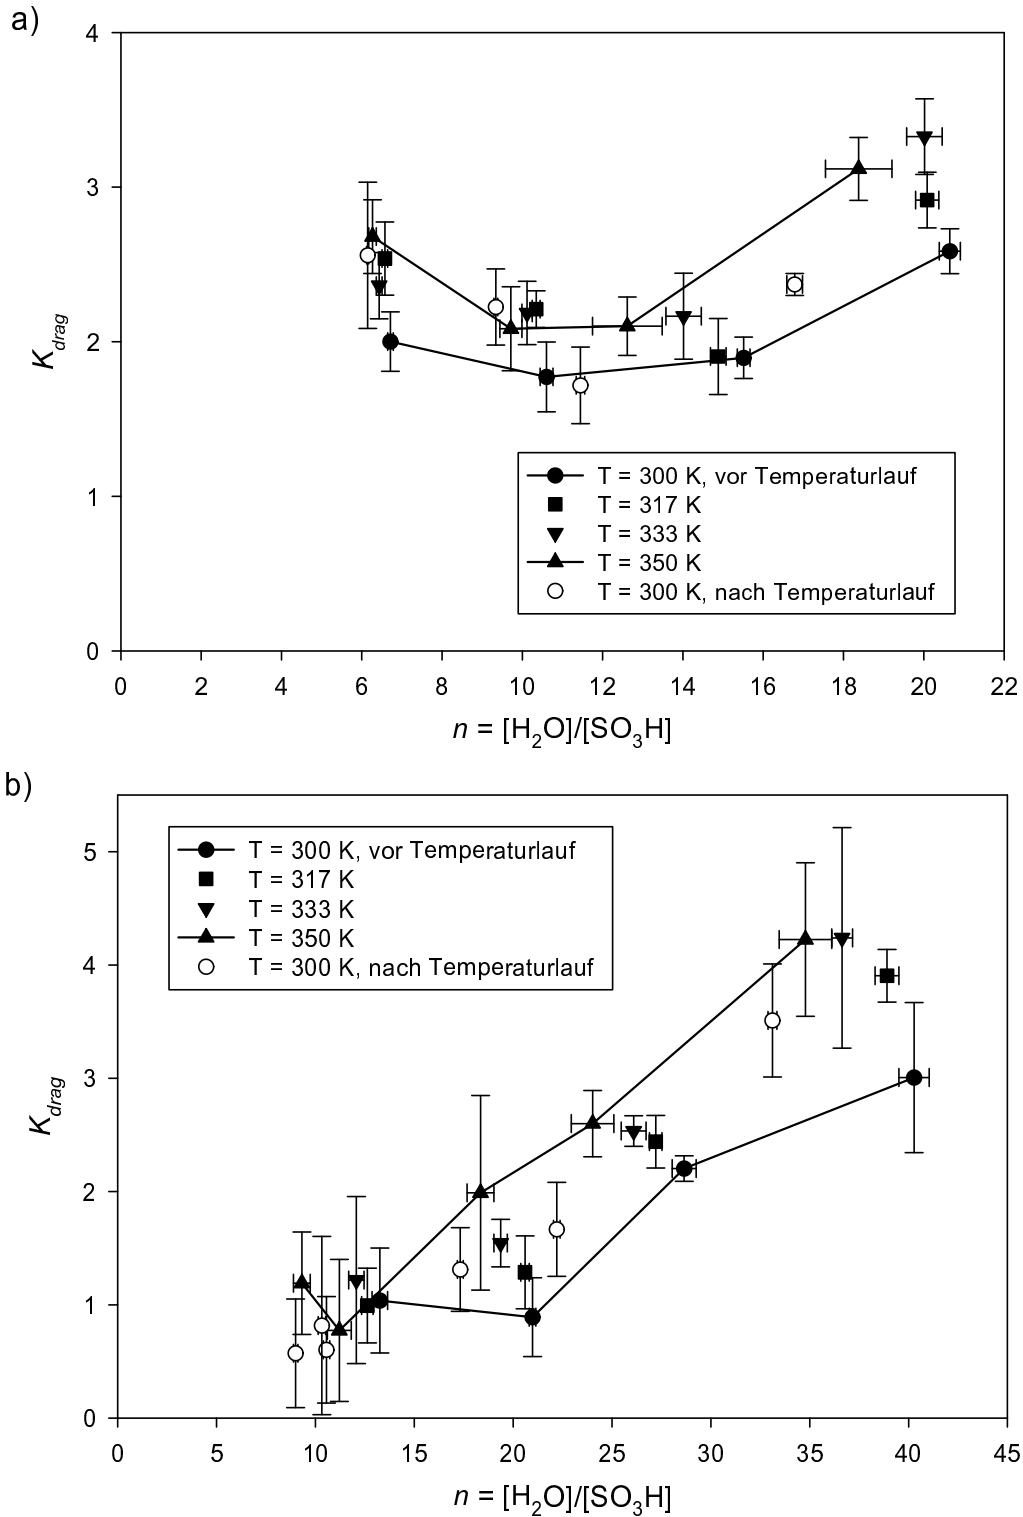 a)
4
3
2
1
0
K_drag
T = 300 K, vor Temperaturlauf
T = 317 K
T = 333 K
T = 350 K
T = 300 K, nach Temperaturlauf
0 2 4 6 8 10 12 14 16 18 20 22
n = [H₂O]/[SO₃H]
b)
5
4
3
2
1
0
K_drag
T = 300 K, vor Temperaturlauf
T = 317 K
T = 333 K
T = 350 K
T = 300 K, nach Temperaturlauf
0 5 10 15 20 25 30 35 40 45
n = [H₂O]/[SO₃H]